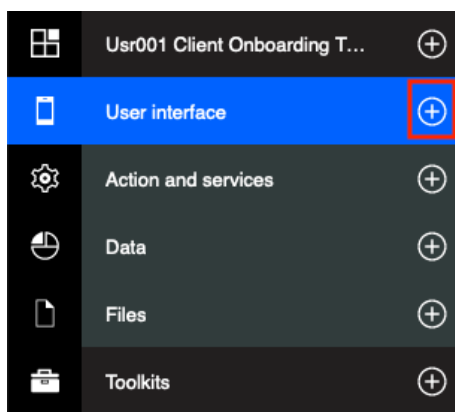 Usr001 Client Onboarding T...
User interface
Action and services
Data
Files
Toolkits